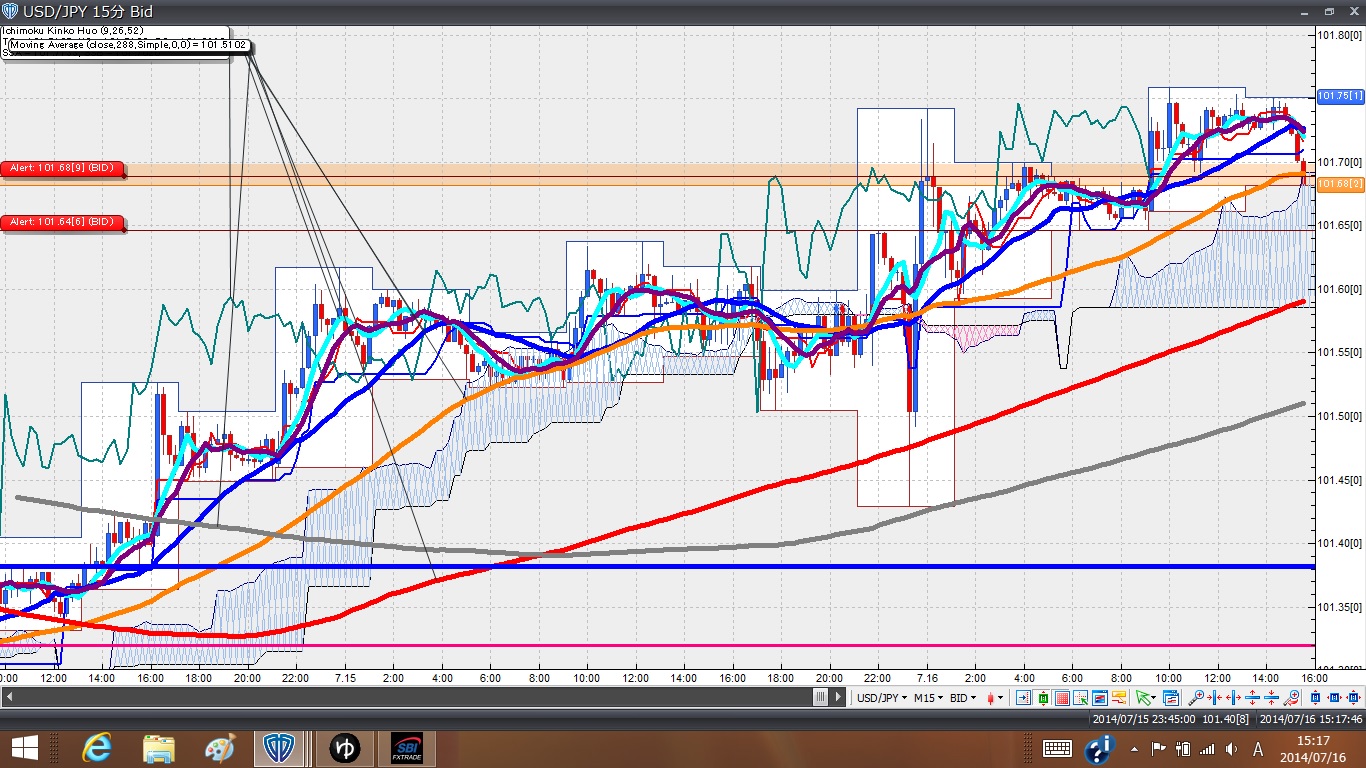 USD/JPY 15分 Bid
Ichimoku Kinko Huo (9,26,52)
Moving Average (close,288,Simple,0,0) = 101.5102
101.80[0]
101.75[1]
Alert: 101.68[9] (BID)
101.70[0]
101.68[9]
Alert: 101.64[6] (BID)
101.65[0]
101.60[0]
101.55[0]
101.50[0]
101.45[0]
101.40[0]
101.35[0]
12:00 14:00 16:00 18:00 20:00 22:00 7.15 2:00 4:00 6:00 8:00 10:00 12:00 14:00 16:00 18:00 20:00 22:00 7.16 2:00 4:00 6:00 8:00 10:00 12:00 14:00 16:00
USD/JPY M15 BID
2014/07/15 23:45:00 101.40[8] 2014/07/16 15:17:46
SBI
FXTRADE
A
15:17
2014/07/16